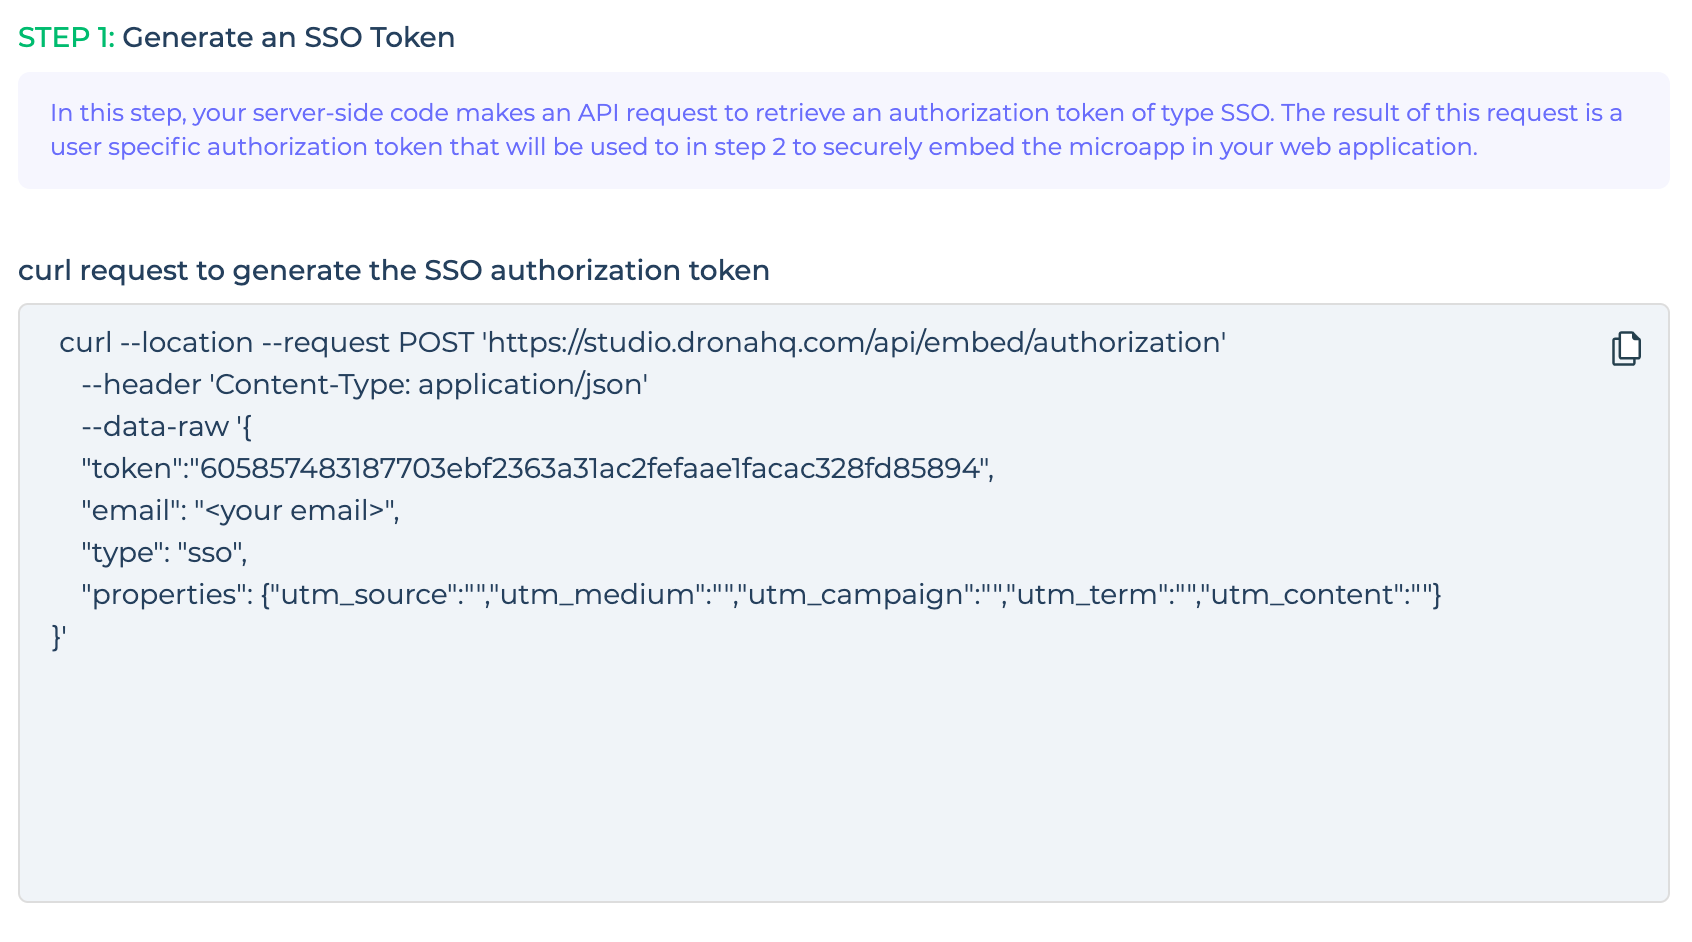 STEP 1: Generate an SSO Token
In this step, your server-side code makes an API request to retrieve an authorization token of type SSO. The result of this request is a
user specific authorization token that will be used to in step 2 to securely embed the microapp in your web application.
curl request to generate the SSO authorization token
curl --location --request POST 'https://studio.dronahq.com/api/embed/authorization'
--header 'Content-Type: application/json'
--data-raw '{
"token":"605857483187703ebf2363a31ac2fefaae1facac328fd85894",
"email": "<your email>",
"type": "sso",
"properties": {"utm_source":"","utm_medium":"","utm_campaign":"","utm_term":"","utm_content":""}
}'